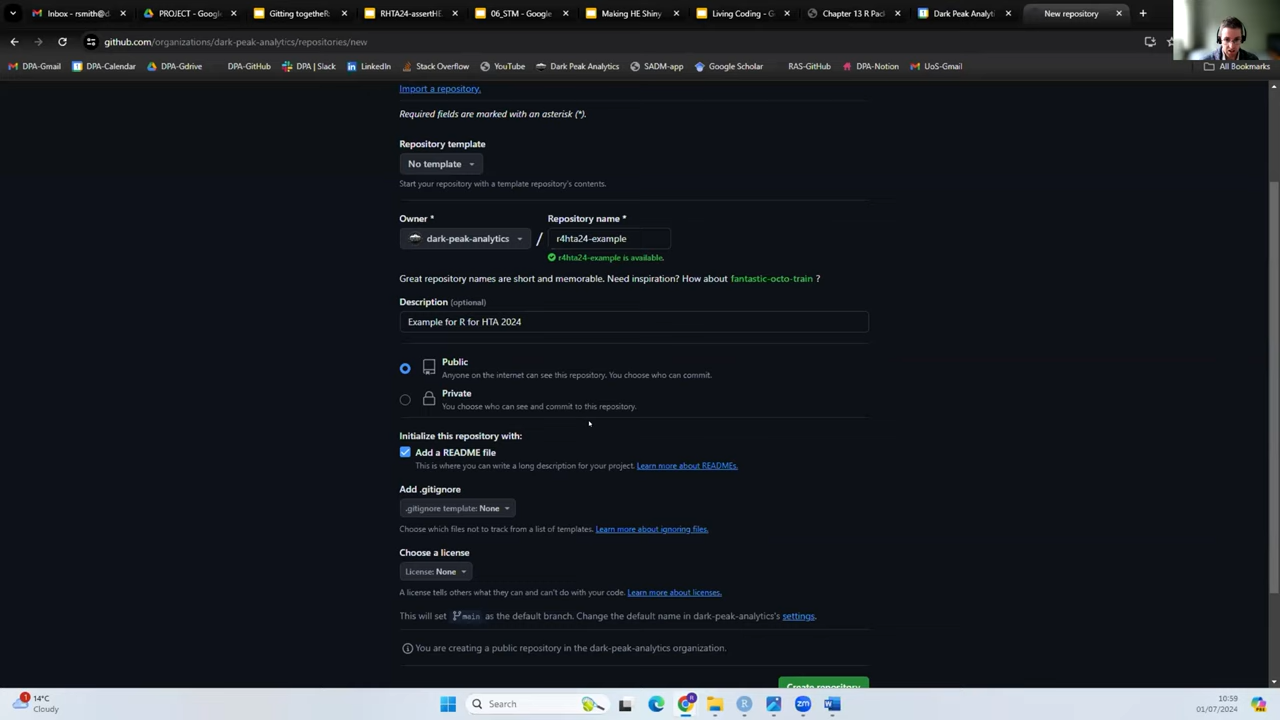 Inbox - rsmith@d
PROJECT - Google
Gitting togetheR
RHTA24-assertHE
06_STM - Google
Making HE Shiny
Living Coding - G
Chapter 13 R Pac
Dark Peak Analyti
New repository
github.com/organizations/dark-peak-analytics/repositories/new
DPA-Gmail
DPA-Calendar
DPA-Gdrive
DPA-GitHub
DPA | Slack
LinkedIn
Stack Overflow
YouTube
Dark Peak Analytics
SADM-app
Google Scholar
RAS-GitHub
DPA-Notion
UoS-Gmail
All Bookmarks
Import a repository.
Required fields are marked with an asterisk (*).
Repository template
No template
Start your repository with a template repository's contents.
Owner *
Repository name *
dark-peak-analytics
/
r4hta24-example
r4hta24-example is available.
Great repository names are short and memorable. Need inspiration? How about fantastic-octo-train ?
Description (optional)
Example for R for HTA 2024
Public
Anyone on the internet can see this repository. You choose who can commit.
Private
You choose who can see and commit to this repository.
Initialize this repository with:
Add a README file
This is where you can write a long description for your project. Learn more about READMEs.
Add .gitignore
.gitignore template: None
Choose which files not to track from a list of templates. Learn more about ignoring files.
Choose a license
License: None
A license tells others what they can and can't do with your code. Learn more about licenses.
This will set main as the default branch. Change the default name in dark-peak-analytics's settings.
You are creating a public repository in the dark-peak-analytics organization.
Create repository
1
14°C
Cloudy
Search
10:59
01/07/2024